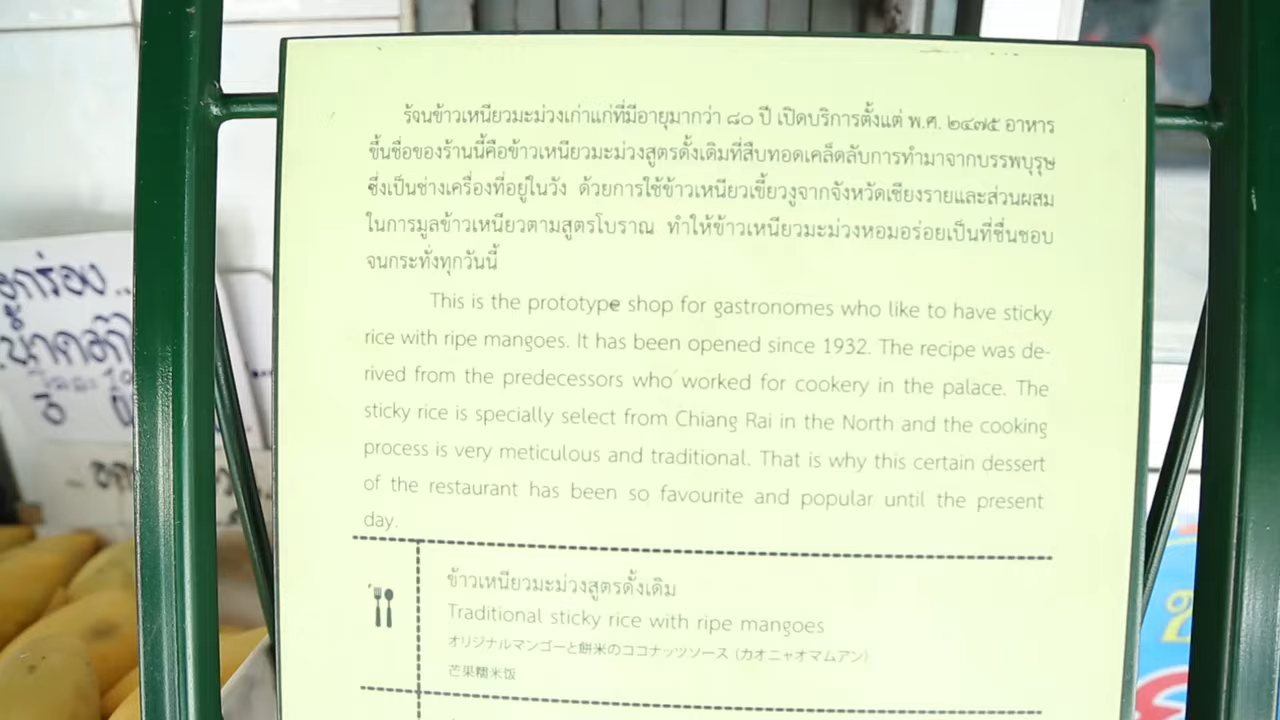 ร้านข้าวเหนียวมะม่วงเก่าแก่ที่มีอายุมากว่า ๘๐ ปี เปิดบริการตั้งแต่ พ.ศ. ๒๔๗๕ อาหาร
ขึ้นชื่อของร้านนี้คือข้าวเหนียวมะม่วงสูตรดั้งเดิมที่สืบทอดเคล็ดลับการทำมาจากบรรพบุรุษ
ซึ่งเป็นช่างเครื่องที่อยู่ในวัง ด้วยการใช้ข้าวเหนียวเขี้ยวงูจากจังหวัดเชียงรายและส่วนผสม
ในการมูลข้าวเหนียวตามสูตรโบราณ ทำให้ข้าวเหนียวมะม่วงหอมอร่อยเป็นที่ชื่นชอบ
จนกระทั่งทุกวันนี้
This is the prototype shop for gastronomes who like to have sticky
rice with ripe mangoes. It has been opened since 1932. The recipe was de-
rived from the predecessors who worked for cookery in the palace. The
sticky rice is specially select from Chiang Rai in the North and the cooking
process is very meticulous and traditional. That is why this certain dessert
of the restaurant has been so favourite and popular until the present
day.
ข้าวเหนียวมะม่วงสูตรดั้งเดิม
Traditional sticky rice with ripe mangoes
オリジナルマンゴーと餅米のココナッツソース (カオニャオマムアン)
芒果糯米饭